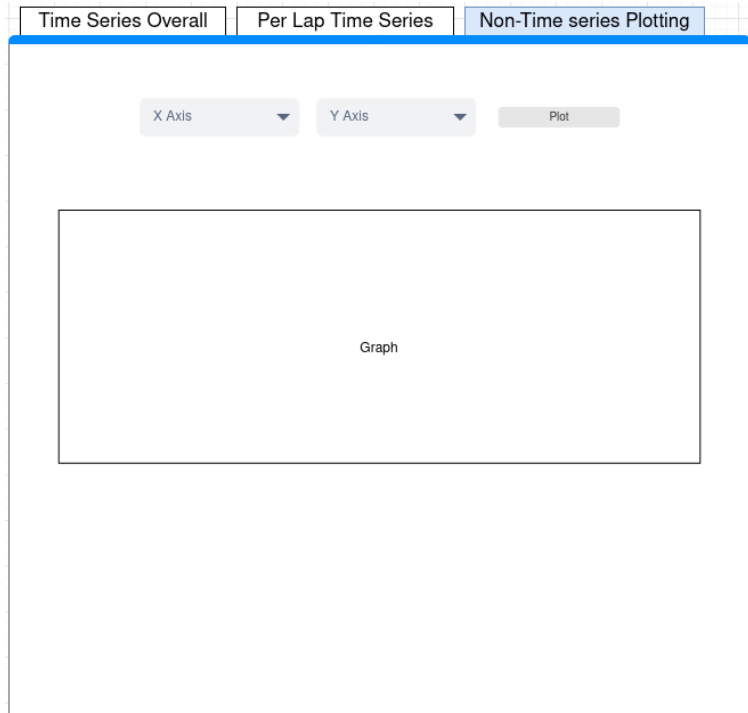 Time Series Overall
Per Lap Time Series
Non-Time series Plotting
X Axis
Y Axis
Plot
Graph